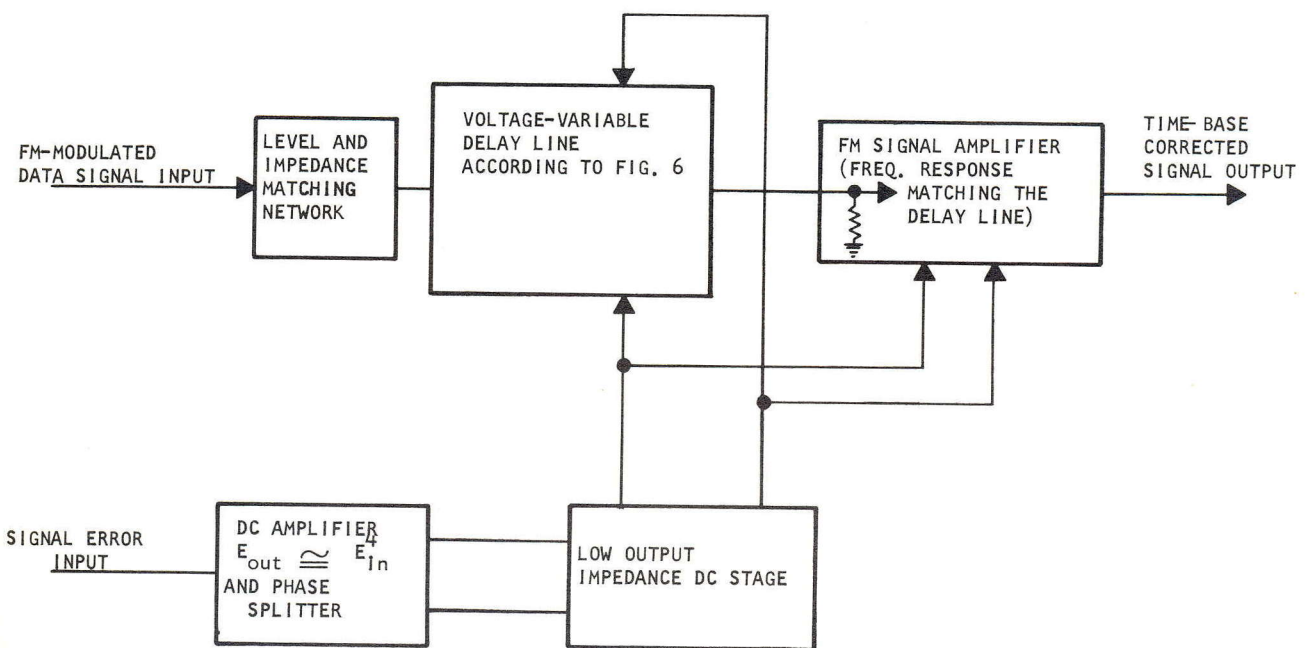 FM-MODULATED
DATA SIGNAL INPUT
LEVEL AND
IMPEDANCE
MATCHING
NETWORK
VOLTAGE-VARIABLE
DELAY LINE
ACCORDING TO FIG. 6
FM SIGNAL AMPLIFIER
(FREQ. RESPONSE
MATCHING THE
DELAY LINE)
TIME-BASE
CORRECTED
SIGNAL OUTPUT
SIGNAL ERROR
INPUT
DC AMPLIFIER
E_out ≅ E_in^4
AND PHASE
SPLITTER
LOW OUTPUT
IMPEDANCE DC STAGE